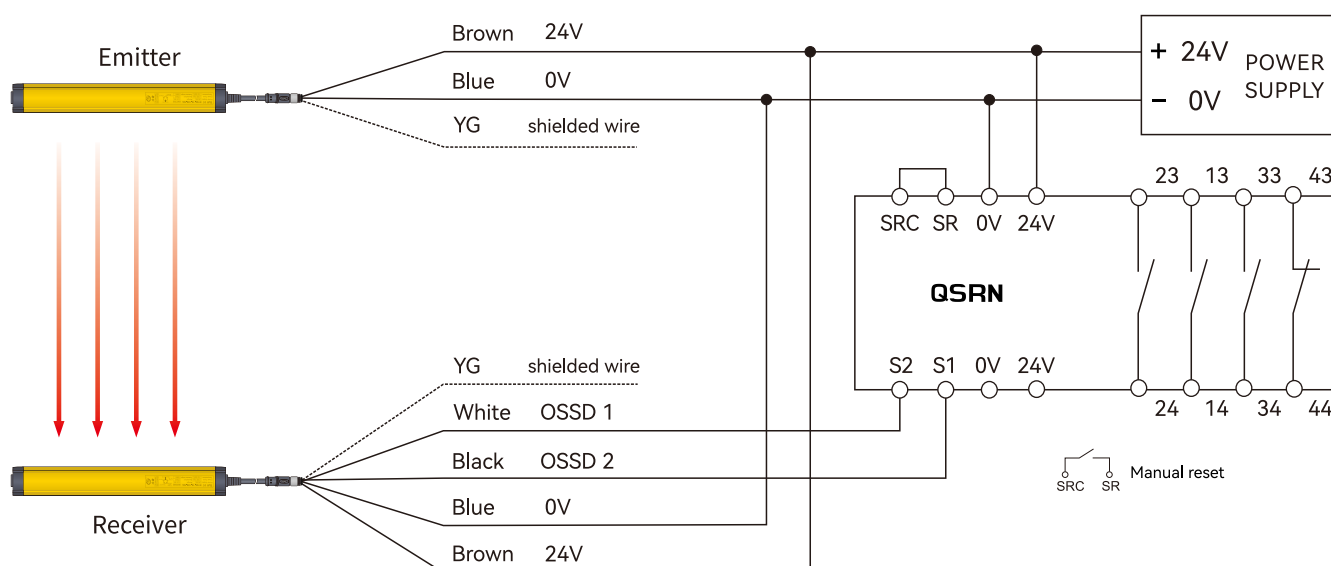 Emitter
Brown 24V
Blue 0V
YG shielded wire
+ 24V
− 0V
POWER
SUPPLY
23 13 33 43
SRC SR 0V 24V
QSRN
S2 S1 0V 24V
24 14 34 44
YG shielded wire
White OSSD 1
Black OSSD 2
Blue 0V
Brown 24V
Receiver
SRC SR Manual reset